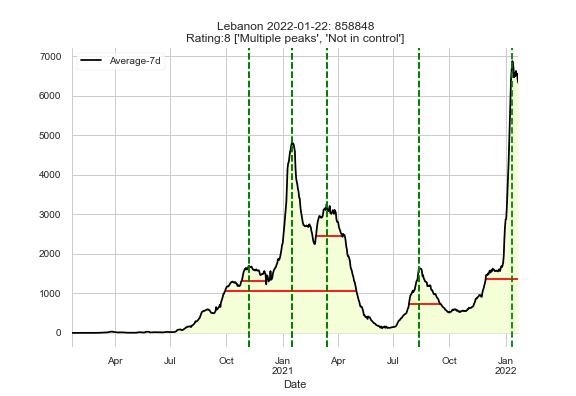 Lebanon 2022-01-22: 858848
Rating:8 ['Multiple peaks', 'Not in control']
Average-7d
7000
6000
5000
4000
3000
2000
1000
0
Apr Jul Oct Jan Apr Jul Oct Jan
2021 2022
Date